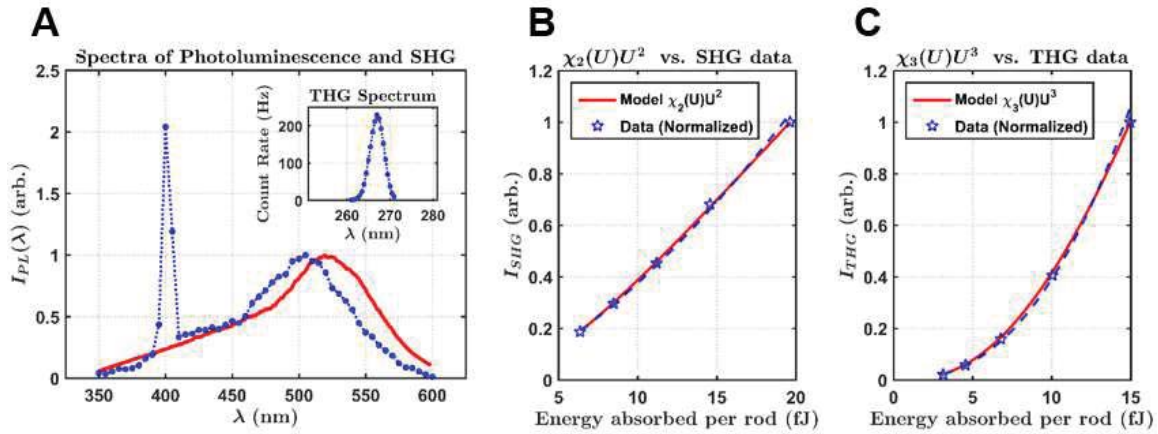 A
Spectra of Photoluminescence and SHG
2.5
2
1.5
1
0.5
0
I_PL(λ) (arb.)
350 400 450 500 550 600
λ (nm)
THG Spectrum
200
100
0
Count Rate (Hz)
250 260 270 280
λ (nm)
B
χ₂(U)U² vs. SHG data
Model χ₂(U)U²
Data (Normalized)
1.2
1
0.8
0.6
0.4
0.2
0
I_SHG (arb.)
5 10 15 20
Energy absorbed per rod (fJ)
C
χ₃(U)U³ vs. THG data
Model χ₃(U)U³
Data (Normalized)
1.2
1
0.8
0.6
0.4
0.2
0
I_THG (arb.)
0 5 10 15
Energy absorbed per rod (fJ)